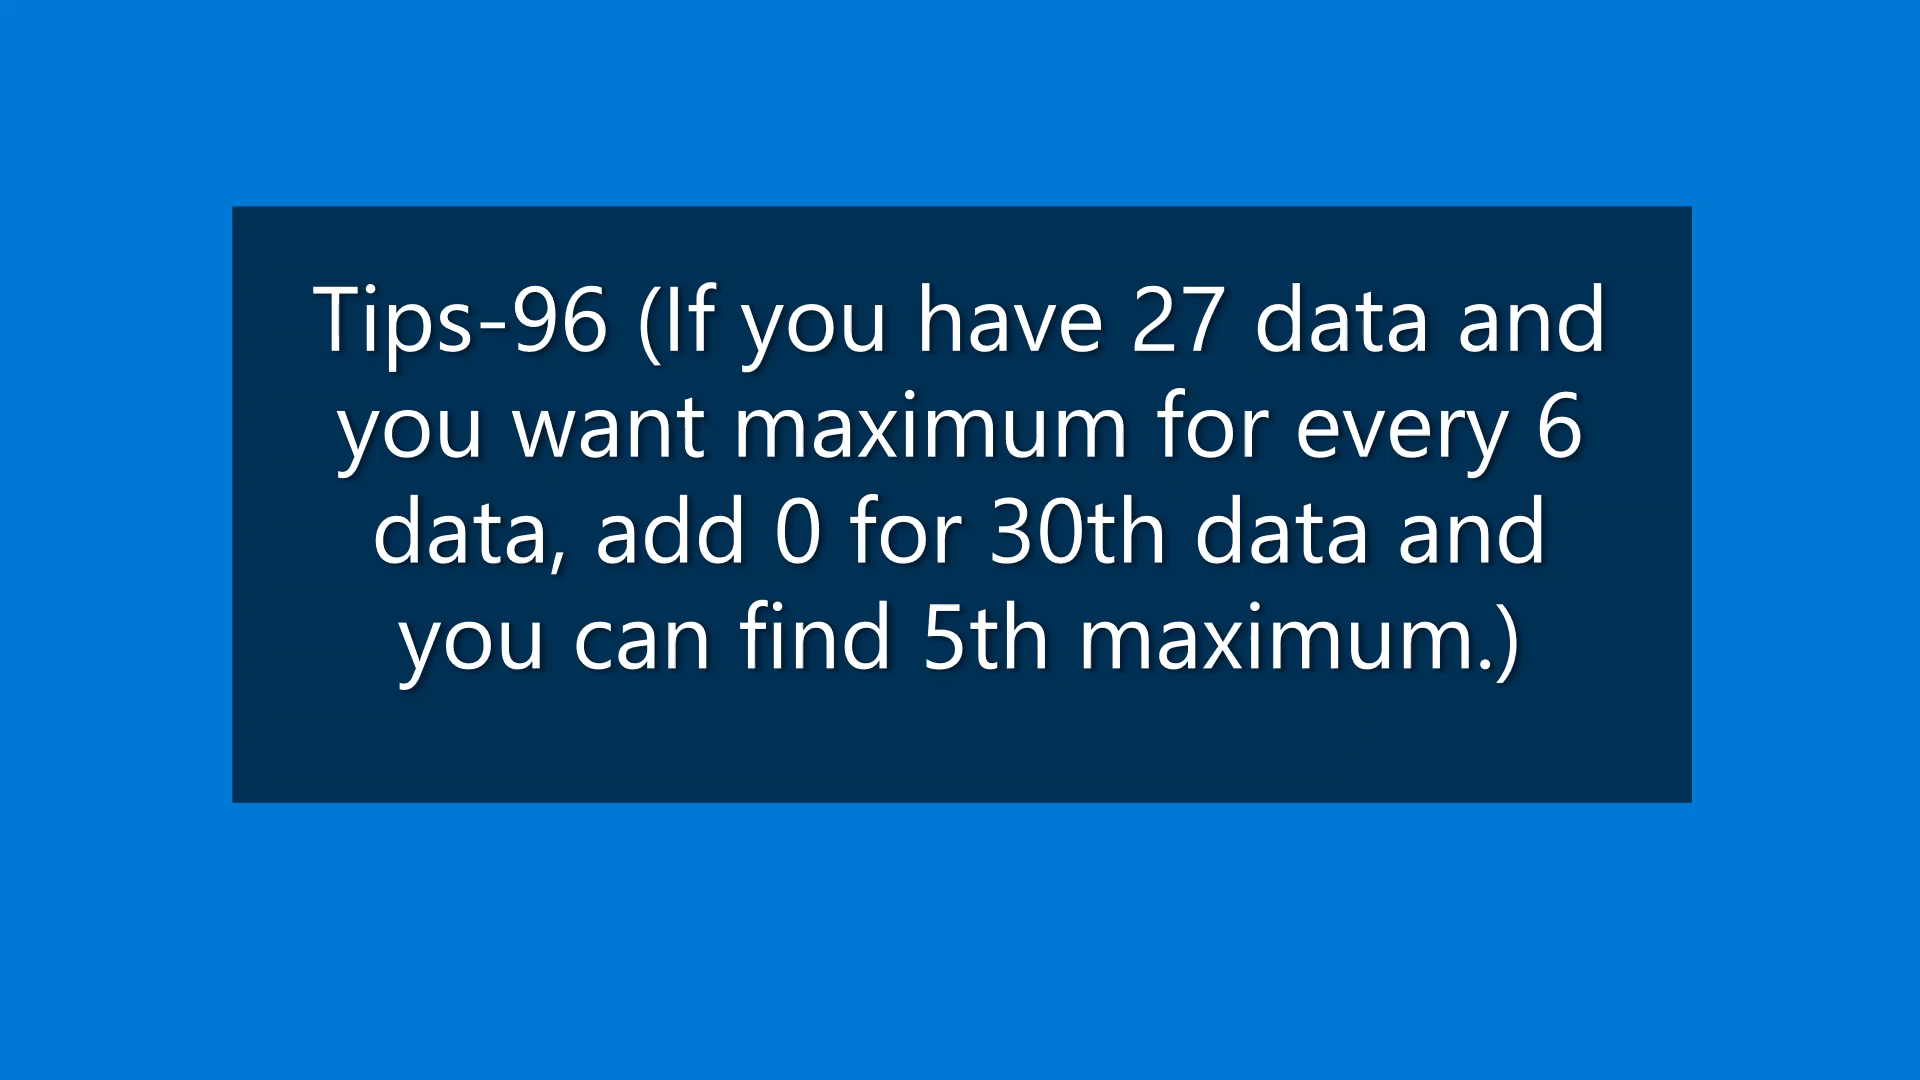 Tips-96 (If you have 27 data and
you want maximum for every 6
data, add 0 for 30th data and
you can find 5th maximum.)